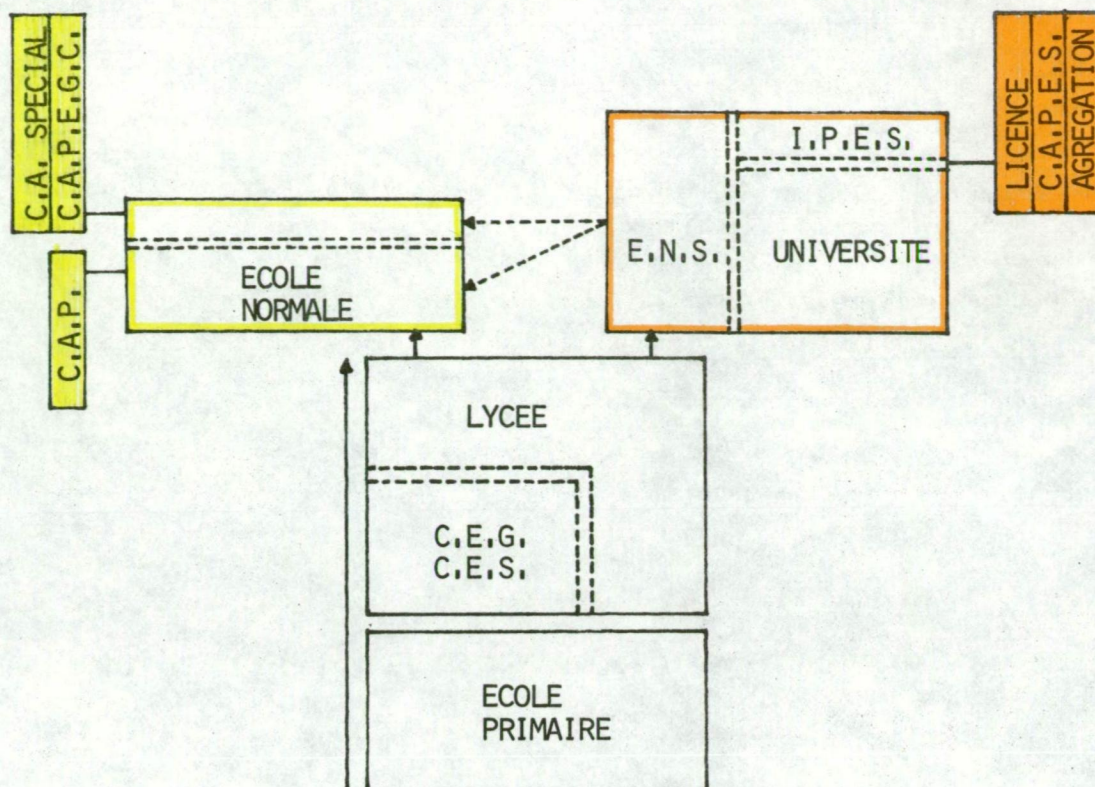 C.A. SPECIAL
C.A.P.E.G.C.
C.A.P.
LICENCE
C.A.P.E.S.
AGREGATION
I.P.E.S.
E.N.S.
UNIVERSITE
ECOLE
NORMALE
LYCEE
C.E.G.
C.E.S.
ECOLE
PRIMAIRE